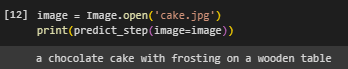 [12] image = Image.open('cake.jpg')
print(predict_step(image=image))
a chocolate cake with frosting on a wooden table